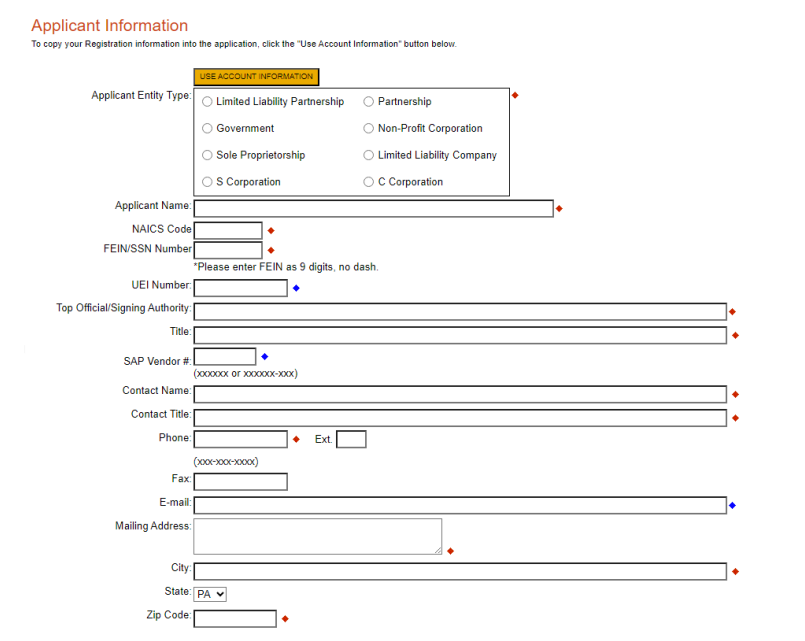 Applicant Information
To copy your Registration information into the application, click the "Use Account Information" button below.
USE ACCOUNT INFORMATION
Applicant Entity Type:
Limited Liability Partnership Partnership
Government Non-Profit Corporation
Sole Proprietorship Limited Liability Company
S Corporation C Corporation
Applicant Name:
NAICS Code
FEIN/SSN Number
*Please enter FEIN as 9 digits, no dash.
UEI Number:
Top Official/Signing Authority:
Title:
SAP Vendor #:
(xxxxxx or xxxxxx-xxx)
Contact Name:
Contact Title:
Phone: Ext.
(xxx-xxx-xxxx)
Fax:
E-mail:
Mailing Address:
City:
State: PA
Zip Code: